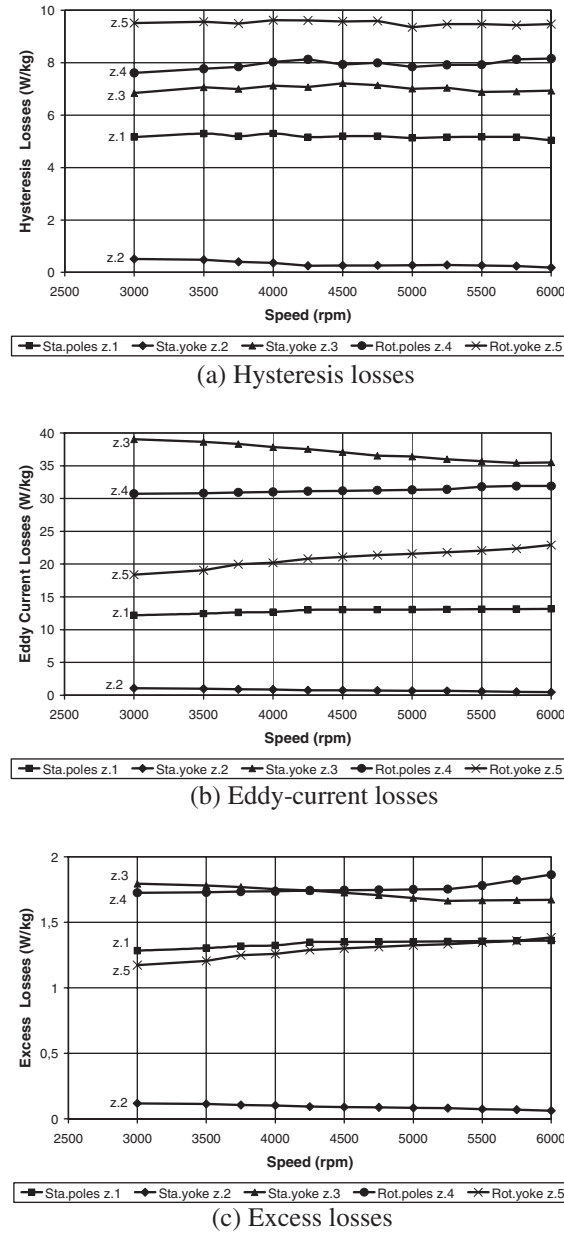 10
8
6
4
2
0
Hysteresis Losses (W/kg)
z.5
z.4
z.3
z.1
z.2
2500 3000 3500 4000 4500 5000 5500 6000
Speed (rpm)
Sta.poles z.1 Sta.yoke z.2 Sta.yoke z.3 Rot.poles z.4 Rot.yoke z.5
(a) Hysteresis losses
40
35
30
25
20
15
10
5
0
Eddy Current Losses (W/kg)
z.3
z.4
z.5
z.1
z.2
2500 3000 3500 4000 4500 5000 5500 6000
Speed (rpm)
Sta.poles z.1 Sta.yoke z.2 Sta.yoke z.3 Rot.poles z.4 Rot.yoke z.5
(b) Eddy-current losses
2
1,5
1
0,5
0
Excess Losses (W/kg)
z.3
z.4
z.1
z.5
z.2
2500 3000 3500 4000 4500 5000 5500 6000
Speed (rpm)
Sta.poles z.1 Sta.yoke z.2 Sta.yoke z.3 Rot.poles z.4 Rot.yoke z.5
(c) Excess losses